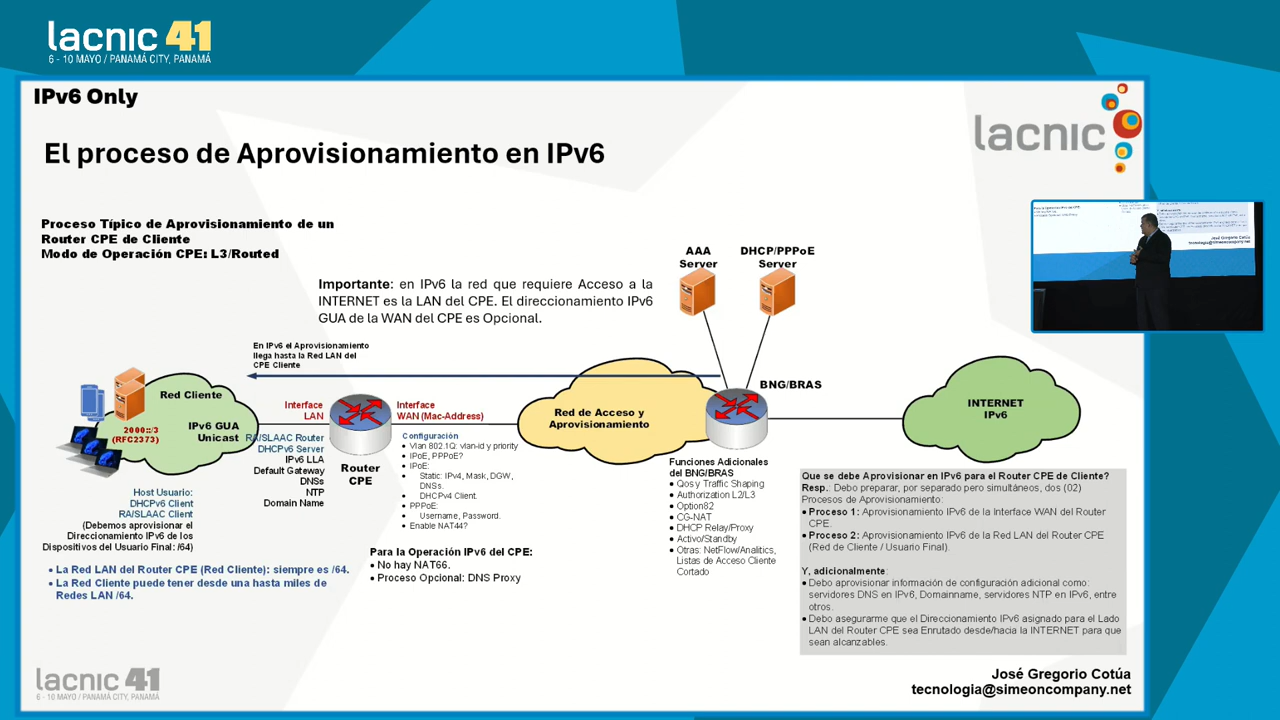 lacnic 41
6 - 10 MAYO / PANAMÁ CITY, PANAMÁ
IPv6 Only
lacnic
El proceso de Aprovisionamiento en IPv6
Proceso Típico de Aprovisionamiento de un
Router CPE de Cliente
Modo de Operación CPE: L3/Routed
Importante: en IPv6 la red que requiere Acceso a la
INTERNET es la LAN del CPE. El direccionamiento IPv6
GUA de la WAN del CPE es Opcional.
AAA
Server
DHCP/PPPoE
Server
José Gregorio Cotúa
tecnologia@simeoncompany.net
En IPv6 el Aprovisionamiento
llega hasta la Red LAN del
CPE Cliente
Red Cliente
2000::/3
(RFC2373)
IPv6 GUA
Unicast
Interface
LAN
Interface
WAN (Mac-Address)
Red de Acceso y
Aprovisionamiento
BNG/BRAS
INTERNET
IPv6
RA/SLAAC Router
DHCPv6 Server
IPv6 LLA
Default Gateway
DNSs
NTP
Domain Name
Router
CPE
Configuración
• Vlan 802.1Q: vlan-id y priority
• IPoE, PPPoE?
• IPoE:
• Static: IPv4, Mask, DGW,
DNSs.
• DHCPv4 Client.
• PPPoE:
• Username, Password.
• Enable NAT44?
Host Usuario:
DHCPv6 Client
RA/SLAAC Client
(Debemos aprovisionar el
Direccionamiento IPv6 de los
Dispositivos del Usuario Final: /64)
• La Red LAN del Router CPE (Red Cliente): siempre es /64.
• La Red Cliente puede tener desde una hasta miles de
Redes LAN /64.
Para la Operación IPv6 del CPE:
• No hay NAT66.
• Proceso Opcional: DNS Proxy
Funciones Adicionales
del BNG/BRAS
• Qos y Traffic Shaping
• Authorization L2/L3
• Option82
• CG-NAT
• DHCP Relay/Proxy
• Activo/Standby
• Otras: NetFlow/Analitics,
Listas de Acceso Cliente
Cortado
Que se debe Aprovisionar en IPv6 para el Router CPE de Cliente?
Resp.: Debo preparar, por separado pero simultáneos, dos (02)
Procesos de Aprovisionamiento:
• Proceso 1: Aprovisionamiento IPv6 de la Interface WAN del Router
CPE.
• Proceso 2: Aprovisionamiento IPv6 de la Red LAN del Router CPE
(Red de Cliente / Usuario Final).
Y, adicionalmente:
• Debo aprovisionar información de configuración adicional como:
servidores DNS en IPv6, Domainname, servidores NTP en IPv6, entre
otros.
• Debo asegurarme que el Direccionamiento IPv6 asignado para el Lado
LAN del Router CPE sea Enrutado desde/hacia la INTERNET para que
sean alcanzables.
lacnic 41
6 - 10 MAYO / PANAMÁ CITY, PANAMÁ
José Gregorio Cotúa
tecnologia@simeoncompany.net